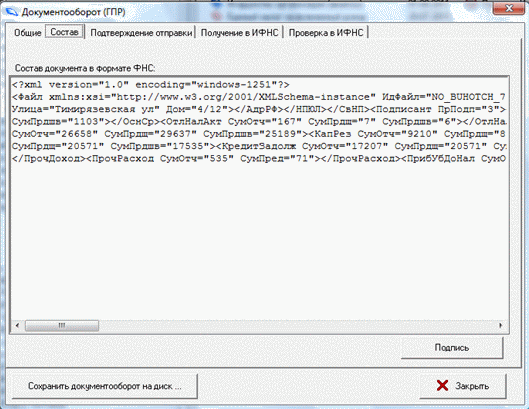 Документооборот (ГПР)
Общие Состав Подтверждение отправки Получение в ИФНС Проверка в ИФНС
Состав документа в формате ФНС:
<?xml version="1.0" encoding="windows-1251"?>
<Файл xmlns:xsi="http://www.w3.org/2001/XMLSchema-instance" ИдФайл="NO_BUHOTCH_7
Улица="Тимирязевская ул" Дом="4/12"></АдрРФ></НПЮЛ></СвНП><Подписант ПрПодп="3">
СумПрдшв="1103"></ОснСр><ОтлНалАкт СумОтч="167" СумПрдщ="7" СумПрдшв="6"></ОтлНа
СумОтч="26658" СумПрдщ="29637" СумПрдшв="25189"><КапРез СумОтч="9210" СумПрдщ="8
СумПрдщ="20571" СумПрдшв="17535"><КредитЗадолж СумОтч="17207" СумПрдщ="20571" Сум
</ПрочДоход><ПрочРасход СумОтч="535" СумПред="71"></ПрочРасход><ПрибУбДоНал СумО
Подпись
Сохранить документооборот на диск ...
Закрыть